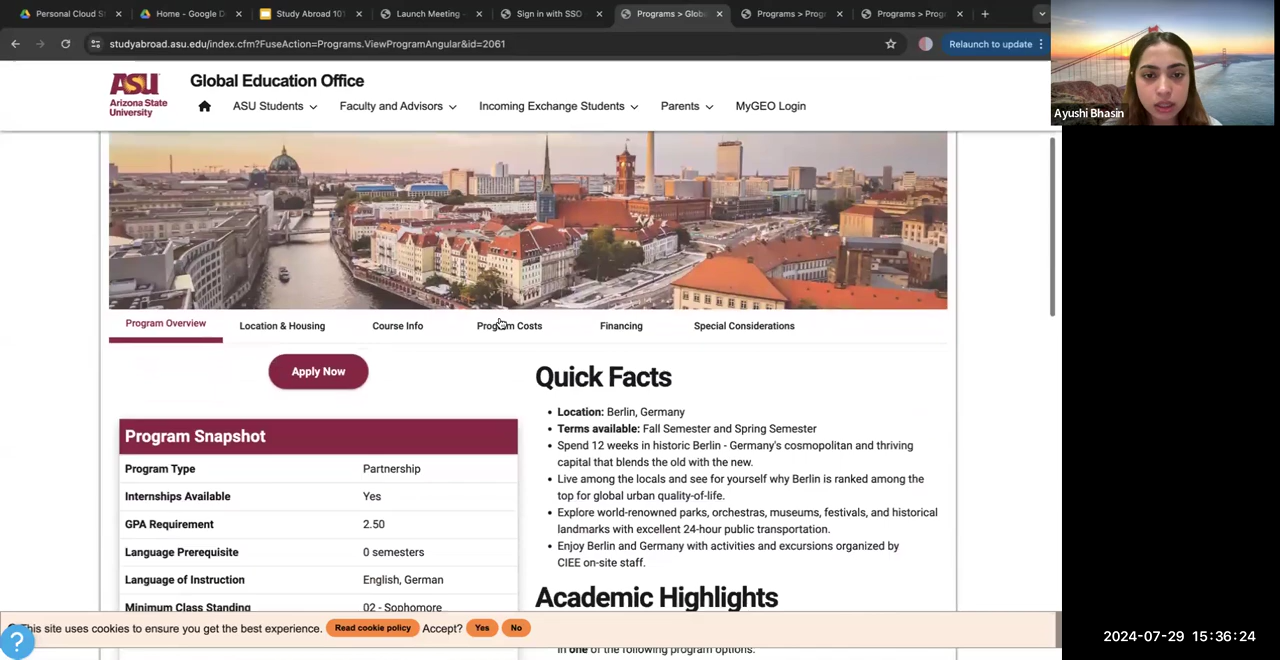 Personal Cloud S
Home - Google D
Study Abroad 101
Launch Meeting -
Sign in with SSO
Programs > Globa
Programs > Prog
Programs > Prog
studyabroad.asu.edu/index.cfm?FuseAction=Programs.ViewProgramAngular&id=2061
Relaunch to update
ASU Arizona State University
Global Education Office
ASU Students
Faculty and Advisors
Incoming Exchange Students
Parents
MyGEO Login
Ayushi Bhasin
Program Overview
Location & Housing
Course Info
Program Costs
Financing
Special Considerations
Apply Now
Program Snapshot
Program Type Partnership
Internships Available Yes
GPA Requirement 2.50
Language Prerequisite 0 semesters
Language of Instruction English, German
Minimum Class Standing 02 - Sophomore
Quick Facts
• Location: Berlin, Germany
• Terms available: Fall Semester and Spring Semester
• Spend 12 weeks in historic Berlin - Germany's cosmopolitan and thriving
capital that blends the old with the new.
• Live among the locals and see for yourself why Berlin is ranked among the
top for global urban quality-of-life.
• Explore world-renowned parks, orchestras, museums, festivals, and historical
landmarks with excellent 24-hour public transportation.
• Enjoy Berlin and Germany with activities and excursions organized by
CIEE on-site staff.
Academic Highlights
in one of the following program options.
This site uses cookies to ensure you get the best experience. Read cookie policy Accept? Yes No
?
2024-07-29 15:36:24